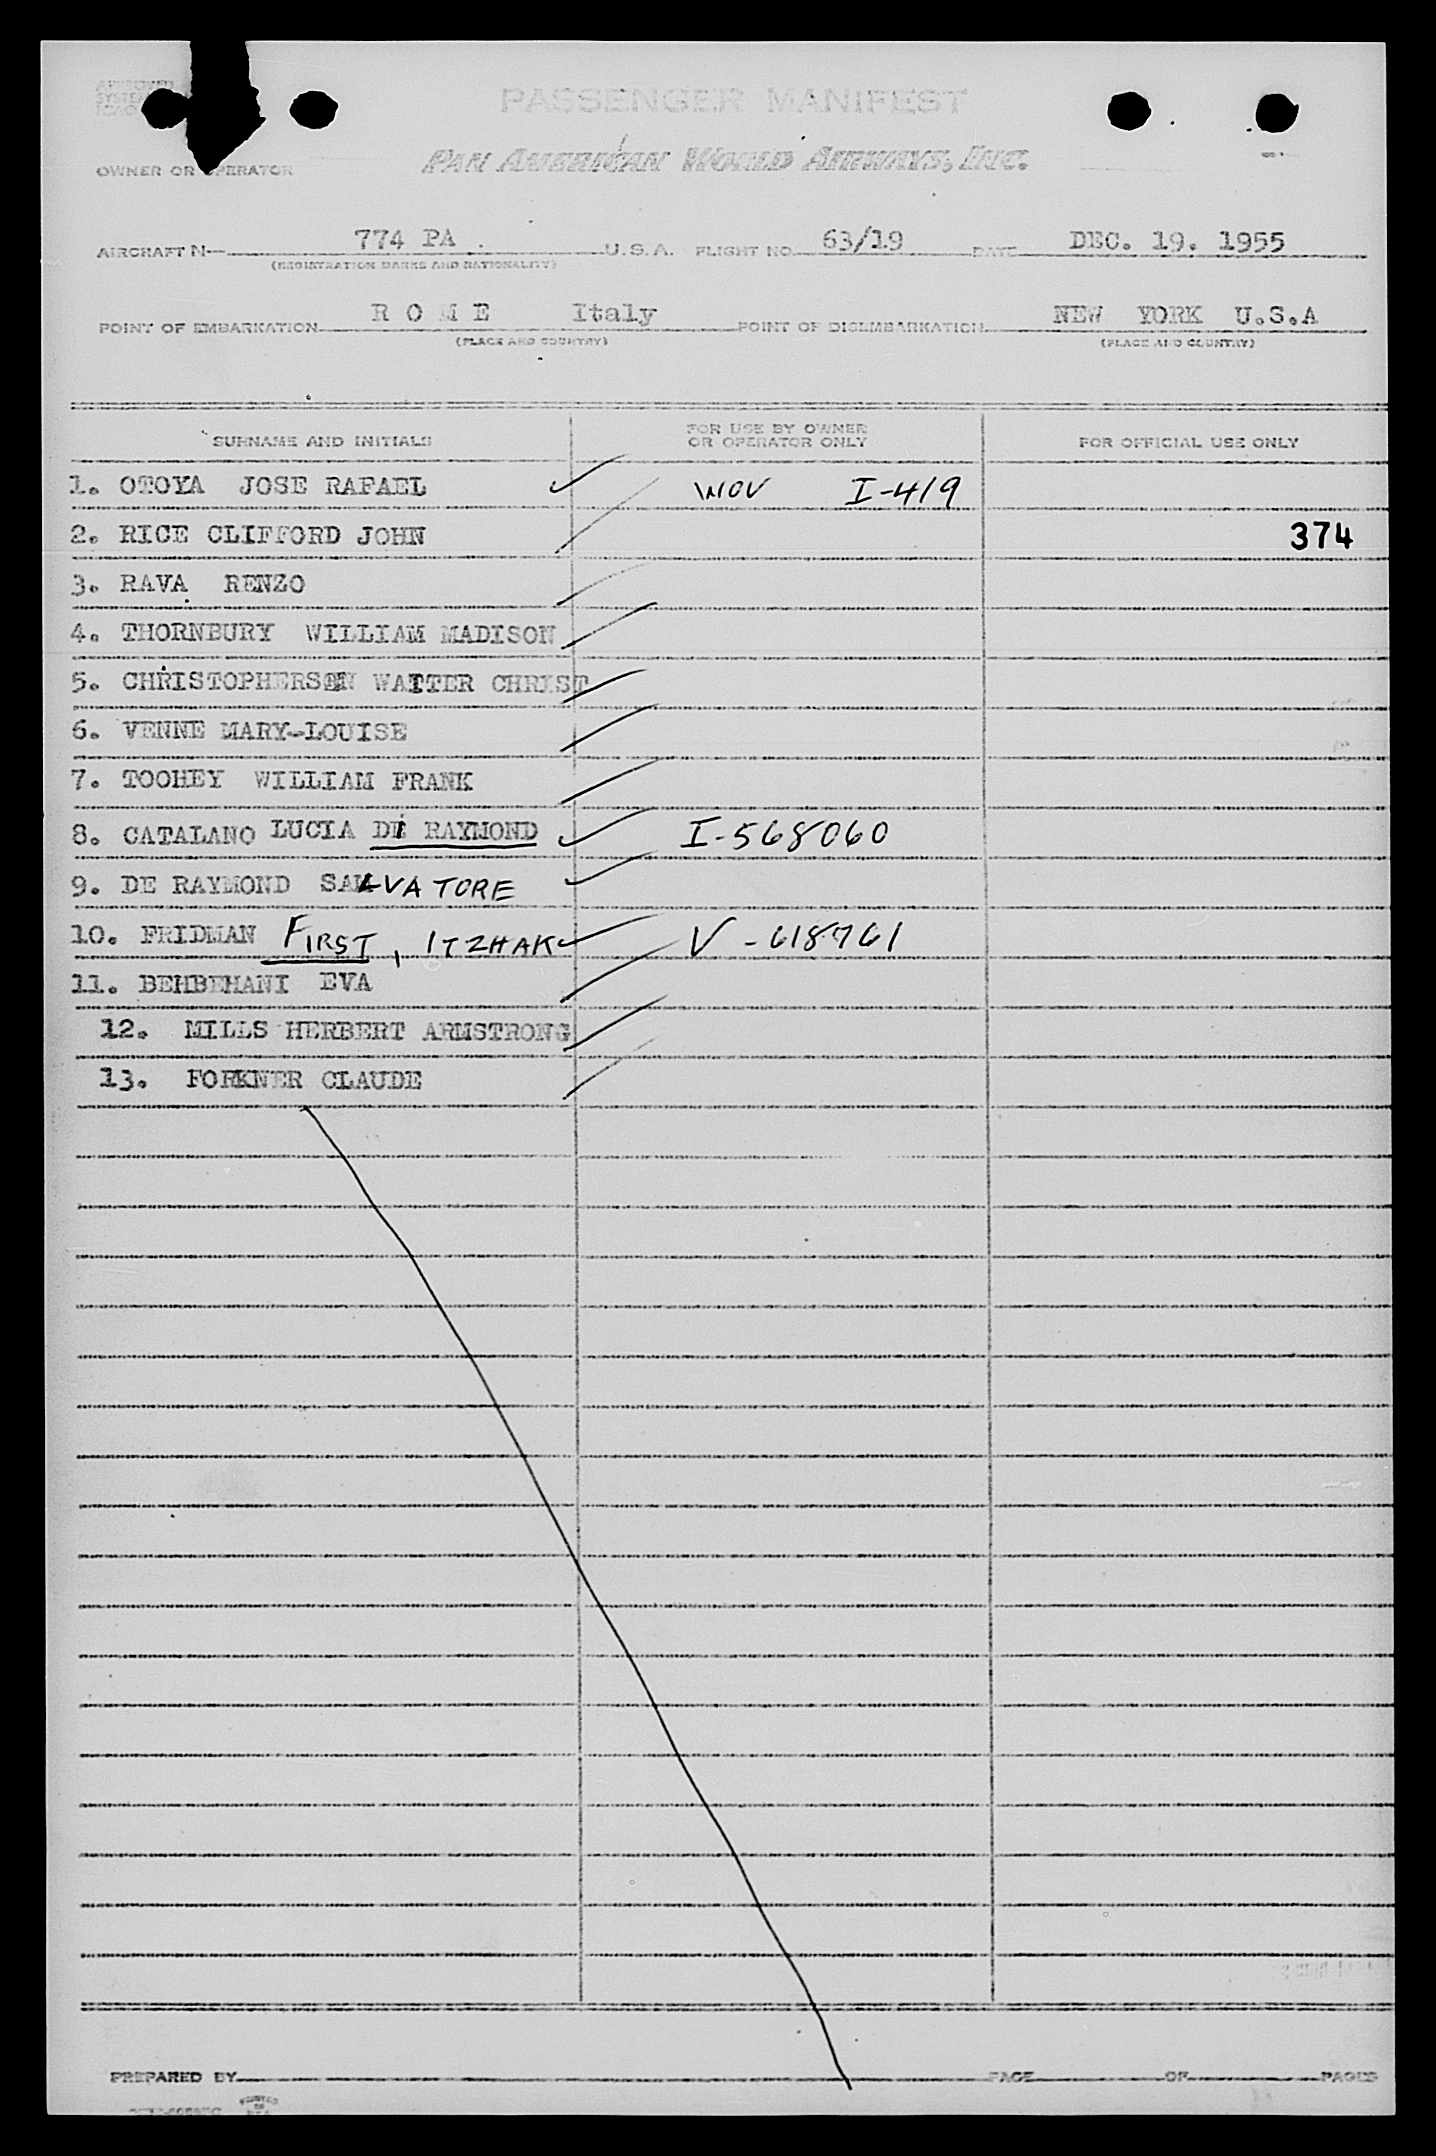 APPROVED
PASSENGER MANIFEST
OWNER OR OPERATOR PAN AMERICAN WORLD AIRWAYS, INC.
AIRCRAFT N— 774 PA . U.S.A. FLIGHT NO. 63/19 DATE DEC. 19. 1955
(REGISTRATION MARKS AND NATIONALITY)
POINT OF EMBARKATION R O M E Italy POINT OF DISEMBARKATION NEW YORK U.S.A
(PLACE AND COUNTRY) (PLACE AND COUNTRY)
SURNAME AND INITIALS FOR USE BY OWNER OR OPERATOR ONLY FOR OFFICIAL USE ONLY
1. OTOYA JOSE RAFAEL WOV I-419
2. RICE CLIFFORD JOHN 374
3. RAVA RENZO
4. THORNBURY WILLIAM MADISON
5. CHRISTOPHERSEN WALTER CHRIST
6. VENNE MARY-LOUISE
7. TOOHEY WILLIAM FRANK
8. CATALANO LUCIA DI RAYMOND I-568060
9. DE RAYMOND SALVATORE
10. FRIDMAN FIRST, ITZHAK V-618761
11. BEHBEHANI EVA
12. MILLS HERBERT ARMSTRONG
13. FORKNER CLAUDE
PREPARED BY PAGE OF PAGES